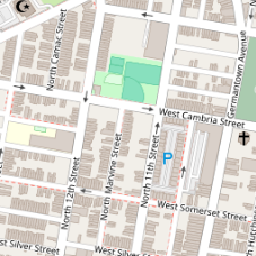 North Camac Street
Germantown Avenue
West Cambria Street
North 12th Street
North Marvine Street
North 11th Street
P
West Somerset Street
West Silver Street
West Silver Street